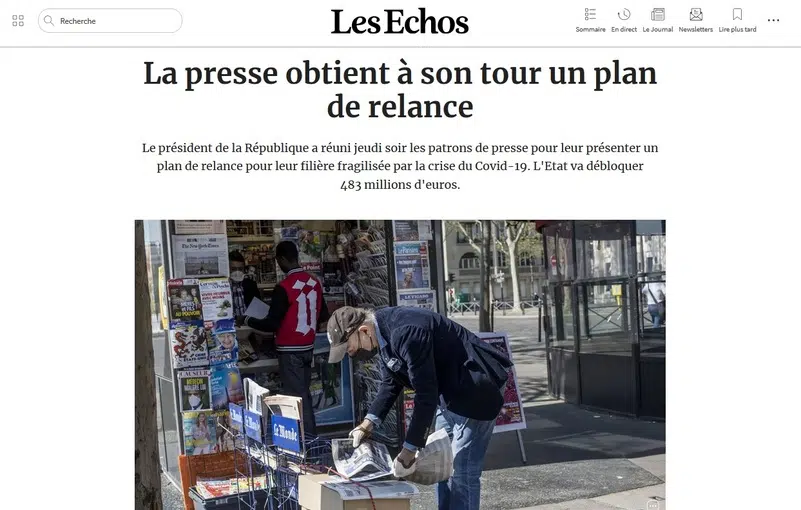 Recherche
Les Echos
Sommaire
En direct
Le Journal
Newsletters
Lire plus tard
La presse obtient à son tour un plan
de relance
Le président de la République a réuni jeudi soir les patrons de presse pour leur présenter un
plan de relance pour leur filière fragilisée par la crise du Covid-19. L'Etat va débloquer
483 millions d'euros.
Le Monde